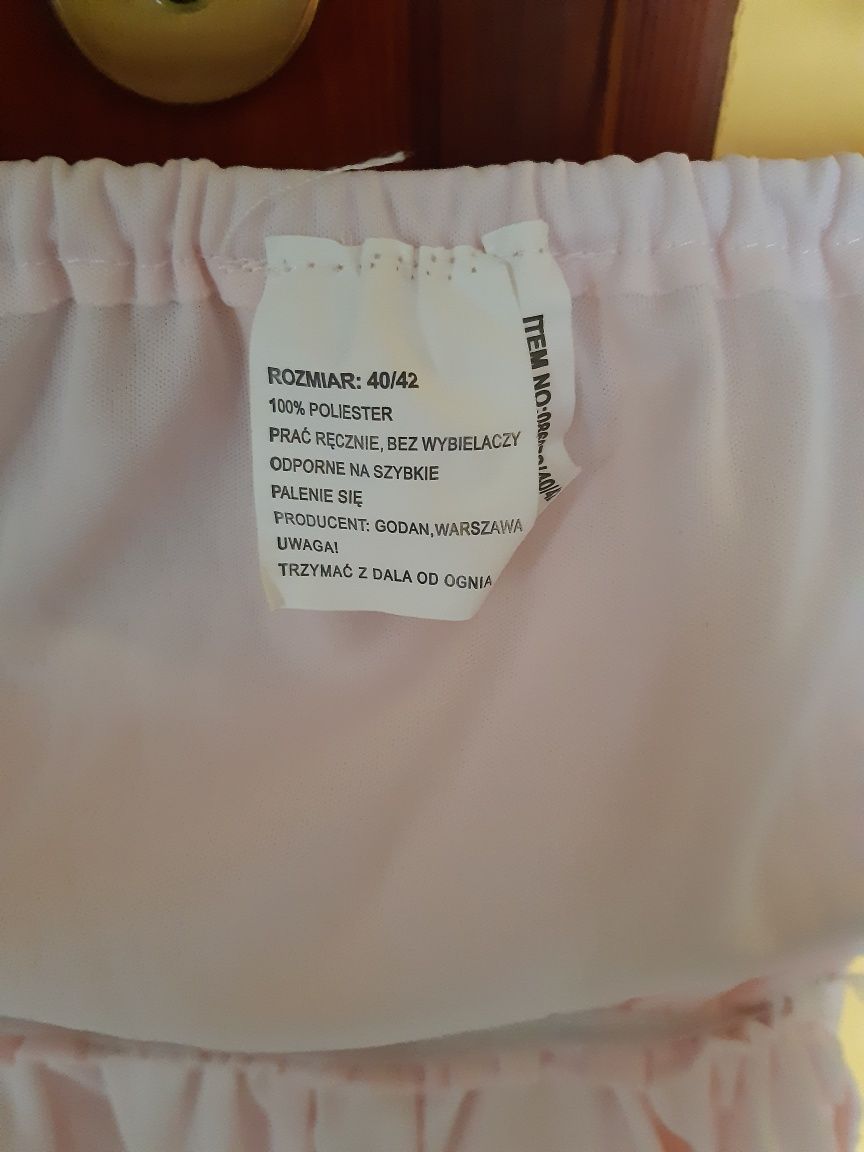 ROZMIAR: 40/42
100% POLIESTER
PRAĆ RĘCZNIE, BEZ WYBIELACZY
ODPORNE NA SZYBKIE
PALENIE SIĘ
PRODUCENT: GODAN,WARSZAWA
UWAGA!
TRZYMAĆ Z DALA OD OGNIA
ITEM NO: